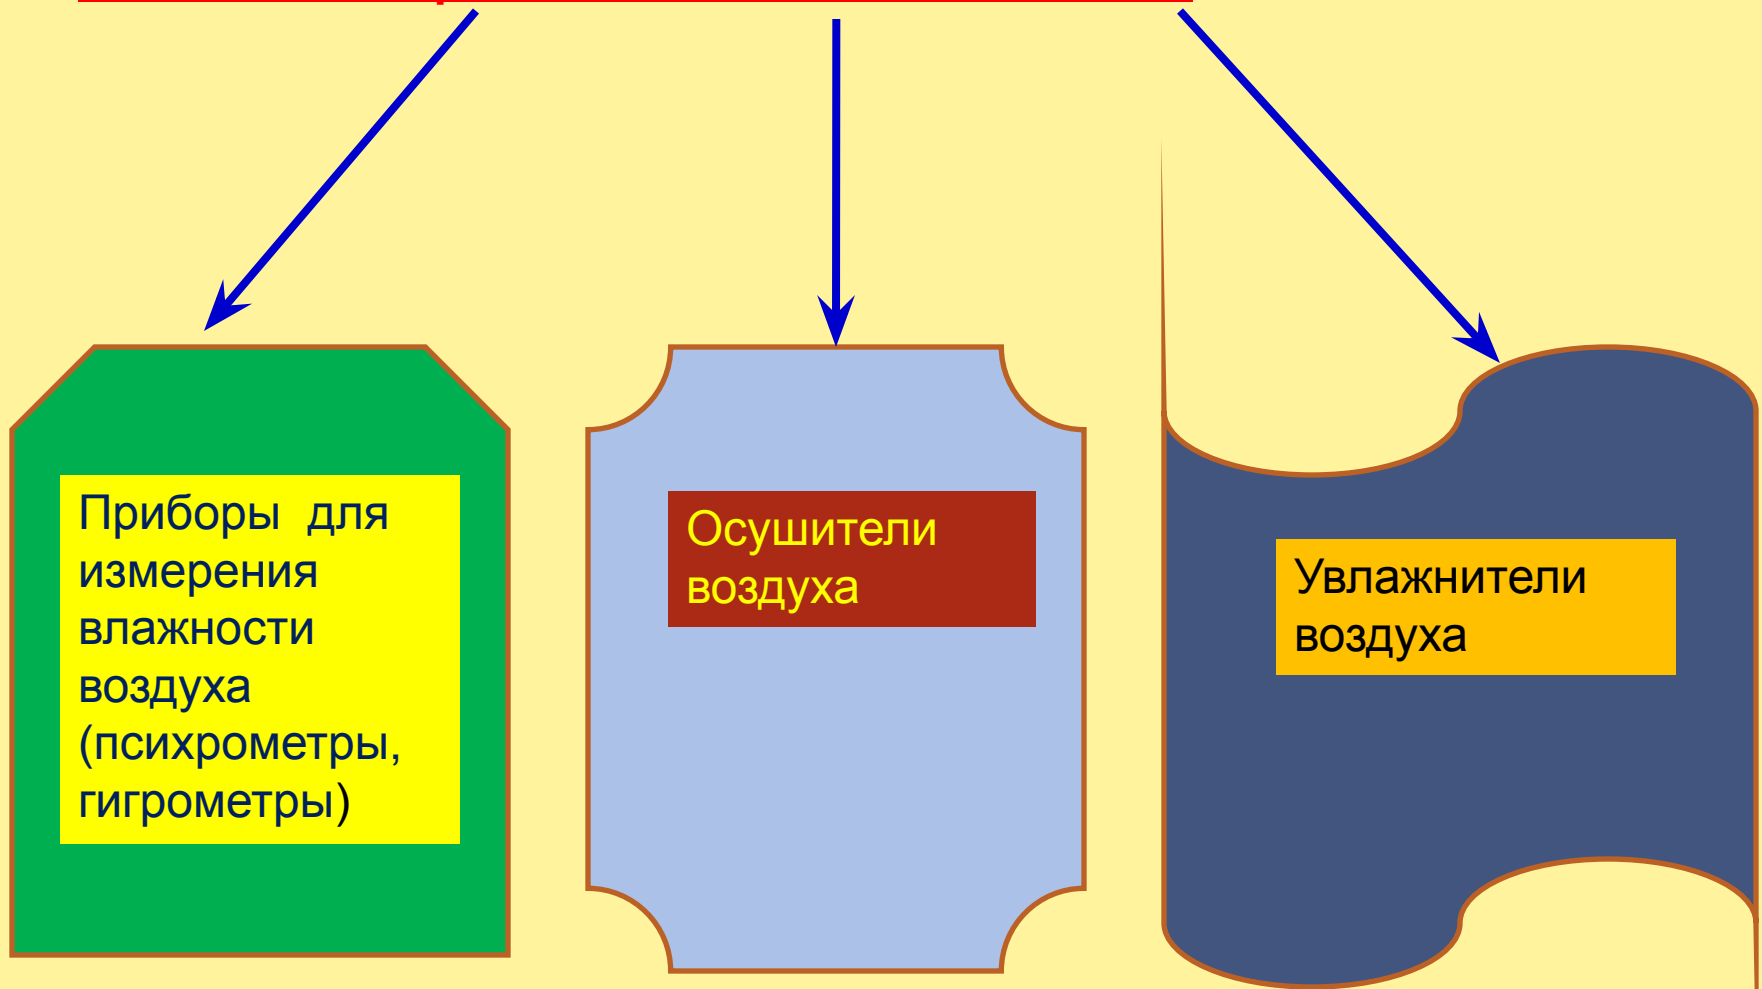 Приборы для
измерения
влажности
воздуха
(психрометры,
гигрометры)
Осушители
воздуха
Увлажнители
воздуха